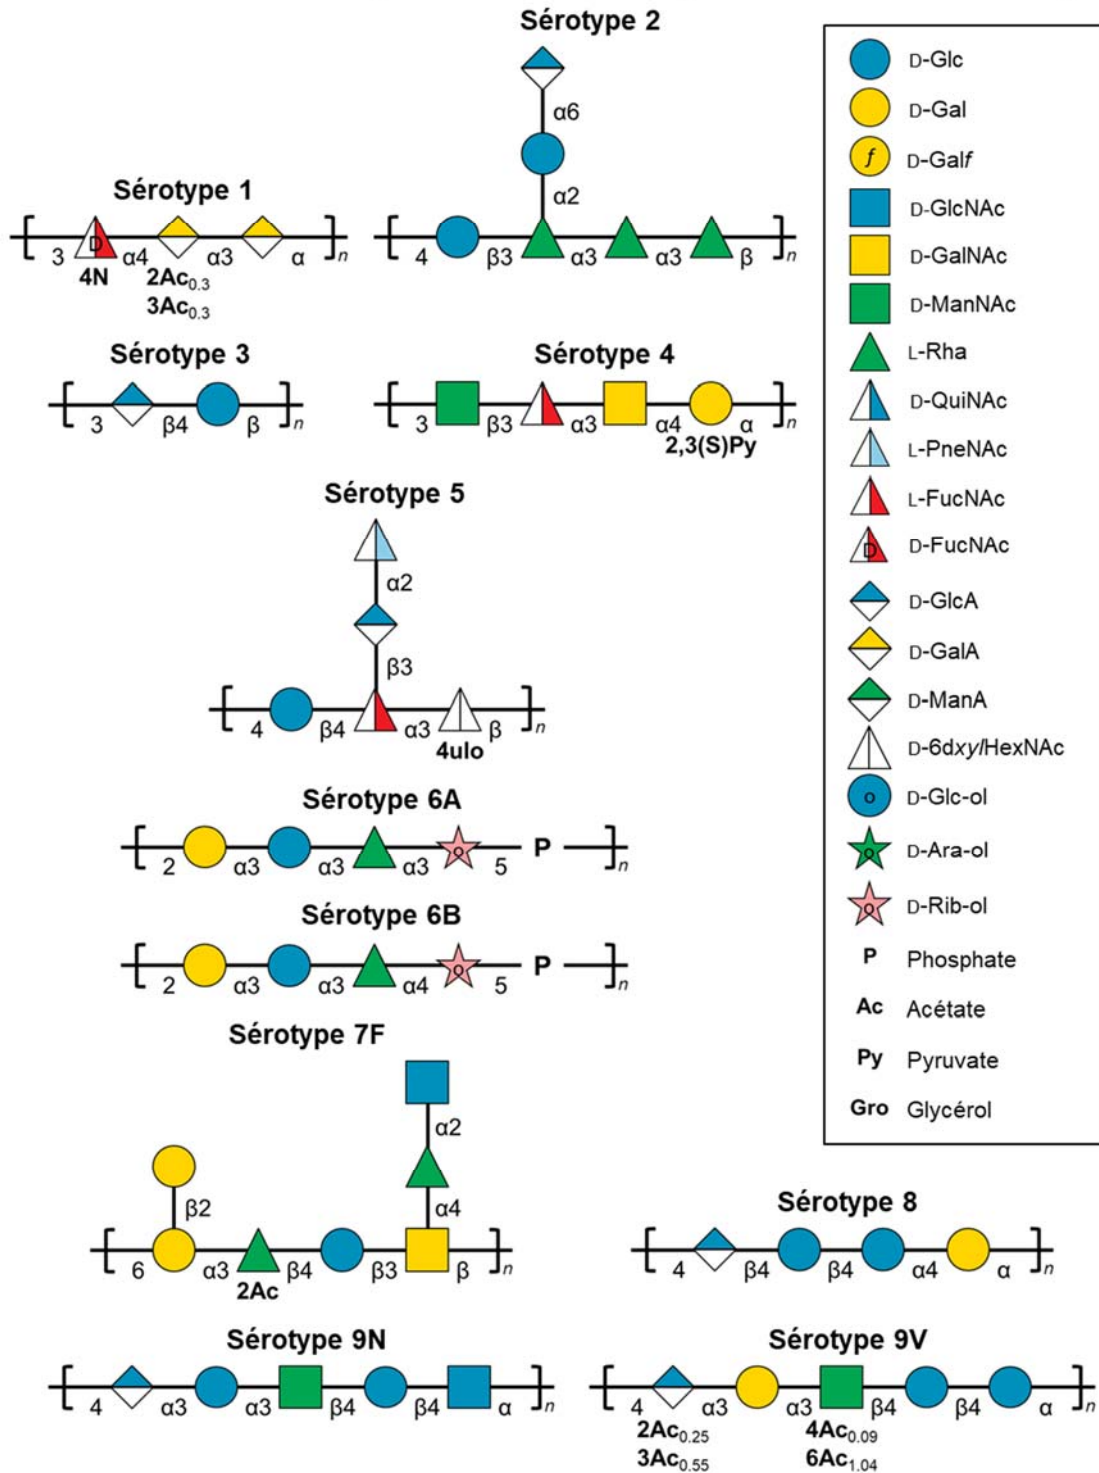 Sérotype 2
α6
α2
[ 4 β3 α3 α3 β ]n
Sérotype 1
[ 3 D α4 α3 α ]n
4N 2Ac0.3
3Ac0.3
Sérotype 3
[ 3 β4 β ]n
Sérotype 4
[ 3 β3 α3 α4 α ]n
2,3(S)Py
Sérotype 5
α2
β3
[ 4 β4 α3 β ]n
4ulo
Sérotype 6A
[ 2 α3 α3 α3 o 5 P ]n
Sérotype 6B
[ 2 α3 α3 α4 o 5 P ]n
Sérotype 7F
α2
β2
α4
[ 6 α3 β4 β3 β ]n
2Ac
Sérotype 8
[ 4 β4 β4 α4 α ]n
Sérotype 9N
[ 4 α3 α3 β4 β4 α ]n
Sérotype 9V
[ 4 α3 α3 β4 β4 α ]n
2Ac0.25 4Ac0.09
3Ac0.55 6Ac1.04
D-Glc
D-Gal
f D-Galf
D-GlcNAc
D-GalNAc
D-ManNAc
L-Rha
D-QuiNAc
L-PneNAc
L-FucNAc
D D-FucNAc
D-GlcA
D-GalA
D-ManA
D-6dxylHexNAc
o D-Glc-ol
o D-Ara-ol
o D-Rib-ol
P Phosphate
Ac Acétate
Py Pyruvate
Gro Glycérol